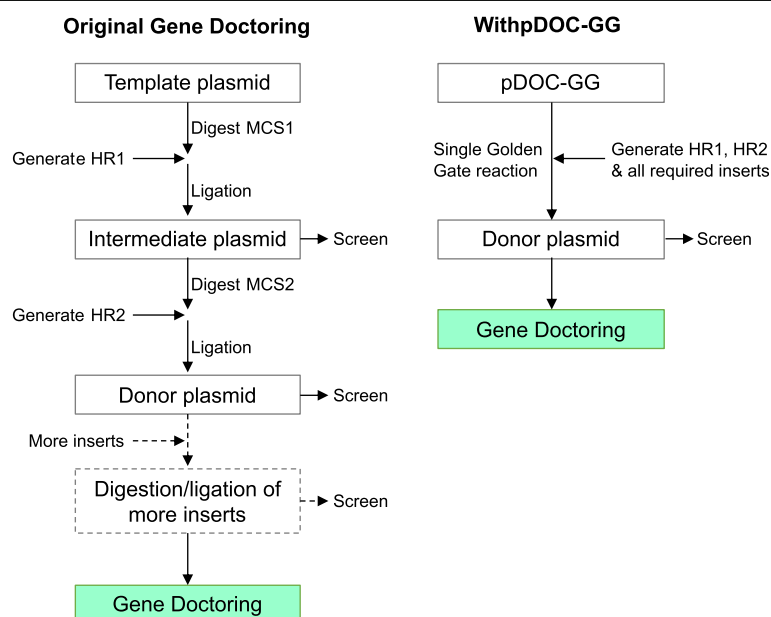 Original Gene Doctoring
Template plasmid
Digest MCS1
Generate HR1
Ligation
Intermediate plasmid
Screen
Digest MCS2
Generate HR2
Ligation
Donor plasmid
Screen
More inserts
Digestion/ligation of
more inserts
Screen
Gene Doctoring
WithpDOC-GG
pDOC-GG
Single Golden
Gate reaction
Generate HR1, HR2
& all required inserts
Donor plasmid
Screen
Gene Doctoring